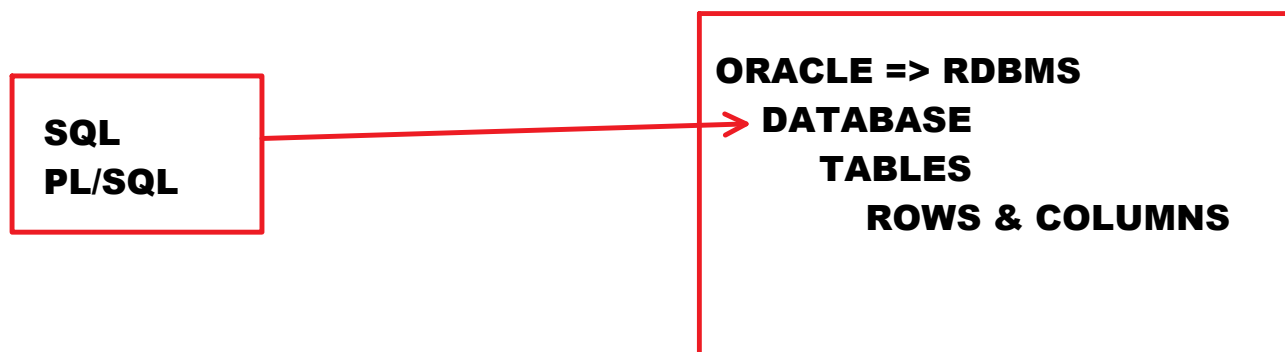 SQL
PL/SQL
ORACLE => RDBMS
DATABASE
TABLES
ROWS & COLUMNS